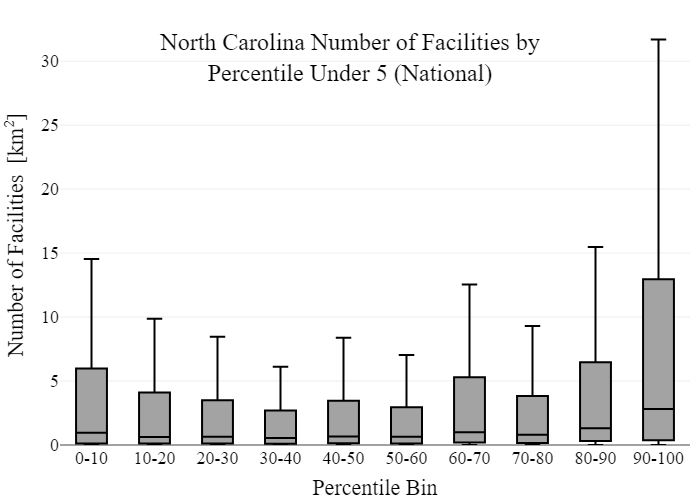 North Carolina Number of Facilities by
Percentile Under 5 (National)
Number of Facilities [km²]
30
25
20
15
10
5
0
0-10 10-20 20-30 30-40 40-50 50-60 60-70 70-80 80-90 90-100
Percentile Bin